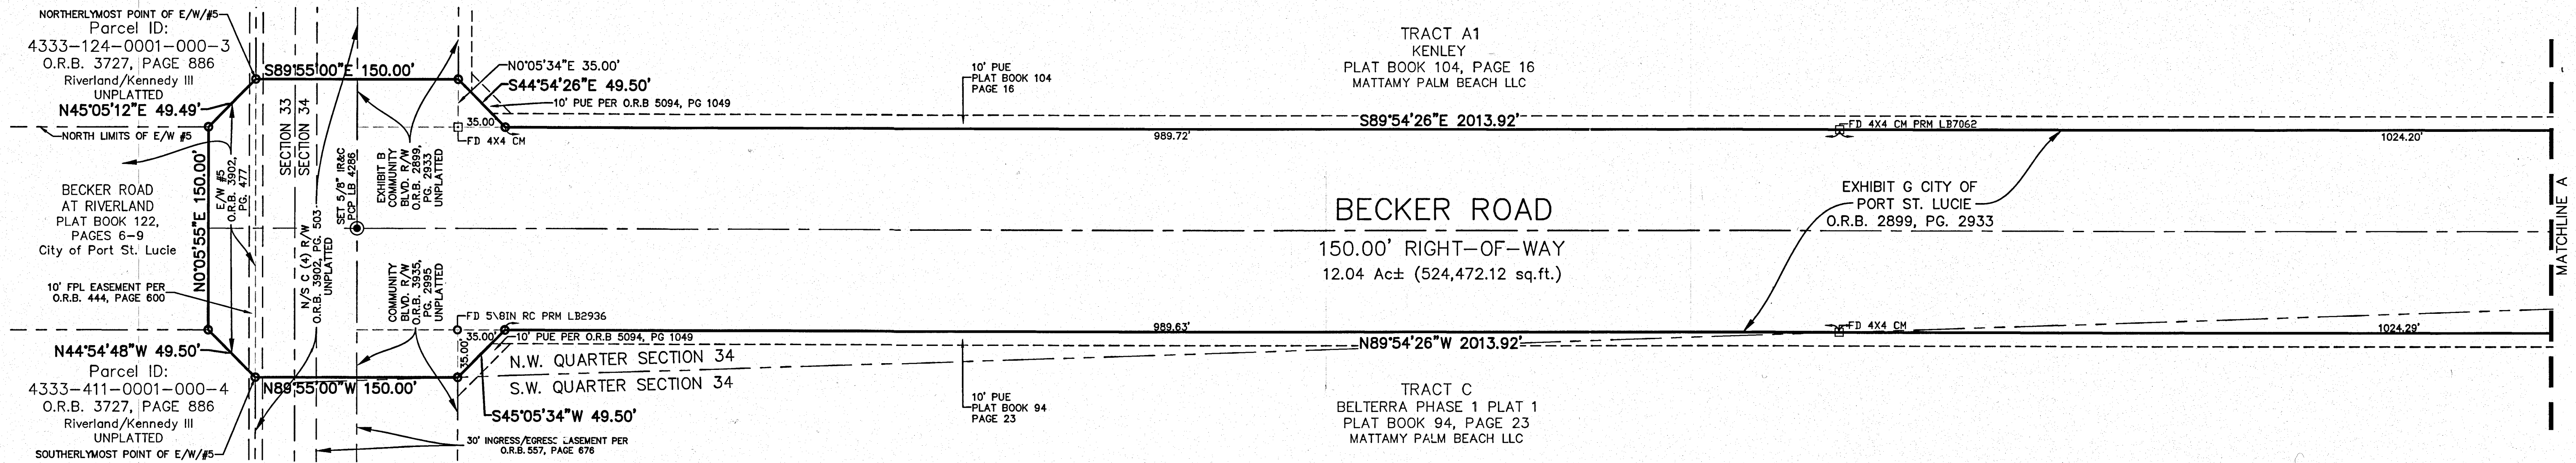 NORTHERLYMOST POINT OF E/W/#5
Parcel ID:
4333-124-0001-000-3
O.R.B. 3727, PAGE 886
Riverland/Kennedy III
UNPLATTED
N45°05'12"E 49.49'
NORTH LIMITS OF E/W #5
BECKER ROAD
AT RIVERLAND
PLAT BOOK 122,
PAGES 6-9
City of Port St. Lucie
10' FPL EASEMENT PER
O.R.B. 444, PAGE 600
N44°54'48"W 49.50'
Parcel ID:
4333-411-0001-000-4
O.R.B. 3727, PAGE 886
Riverland/Kennedy III
UNPLATTED
SOUTHERLYMOST POINT OF E/W/#5
N0°05'55"E 150.00'
E/W #5
O.R.B. 3902,
PG. 477
S89°55'00"E 150.00'
SECTION 33
SECTION 34
N/S C (4) R/W
O.R.B. 3902, PG. 503
UNPLATTED
SET 5/8" IR&C
PCP LB 4286
EXHIBIT B
COMMUNITY
BLVD. R/W
O.R.B. 2899,
PG. 2933
UNPLATTED
COMMUNITY
BLVD. R/W
O.R.B. 3935,
PG. 2995
UNPLATTED
N89°55'00"W 150.00'
N0°05'34"E 35.00'
S44°54'26"E 49.50'
10' PUE PER O.R.B 5094, PG 1049
35.00'
FD 4X4 CM
FD 5\8IN RC PRM LB2936
35.00'
35.00'
10' PUE PER O.R.B 5094, PG 1049
N.W. QUARTER SECTION 34
S.W. QUARTER SECTION 34
S45°05'34"W 49.50'
30' INGRESS/EGRESS EASEMENT PER
O.R.B. 557, PAGE 676
10' PUE
PLAT BOOK 104
PAGE 16
989.72'
TRACT A1
KENLEY
PLAT BOOK 104, PAGE 16
MATTAMY PALM BEACH LLC
S89°54'26"E 2013.92'
FD 4X4 CM PRM LB7062
1024.20'
BECKER ROAD
150.00' RIGHT-OF-WAY
12.04 Ac± (524,472.12 sq.ft.)
EXHIBIT G CITY OF
PORT ST. LUCIE
O.R.B. 2899, PG. 2933
MATCHLINE A
989.63'
FD 4X4 CM
1024.29'
N89°54'26"W 2013.92'
10' PUE
PLAT BOOK 94
PAGE 23
TRACT C
BELTERRA PHASE 1 PLAT 1
PLAT BOOK 94, PAGE 23
MATTAMY PALM BEACH LLC